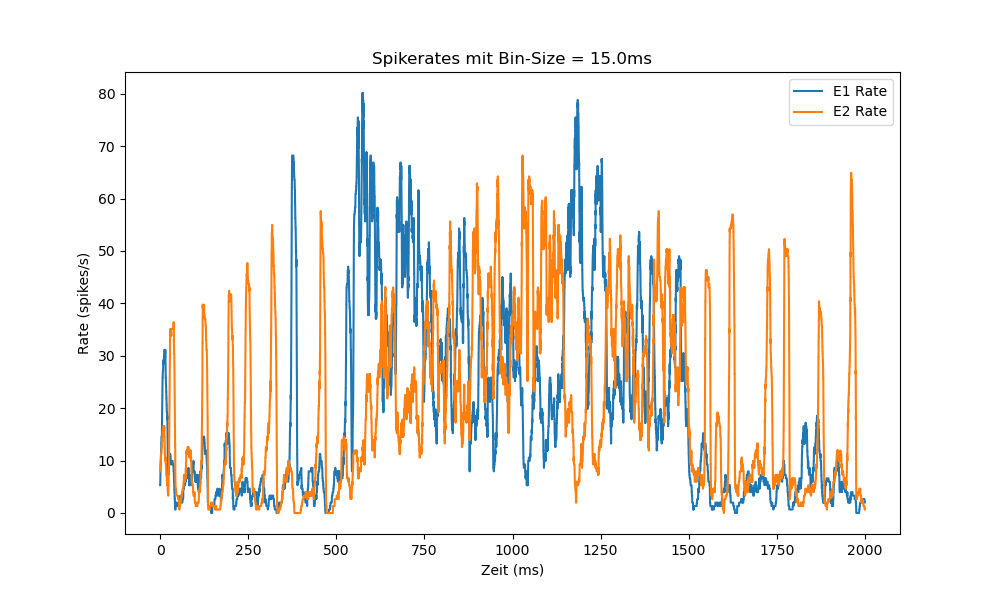 Spikerates mit Bin-Size = 15.0ms
E1 Rate
E2 Rate
80
70
60
50
40
30
20
10
0
Rate (spikes/s)
0 250 500 750 1000 1250 1500 1750 2000
Zeit (ms)